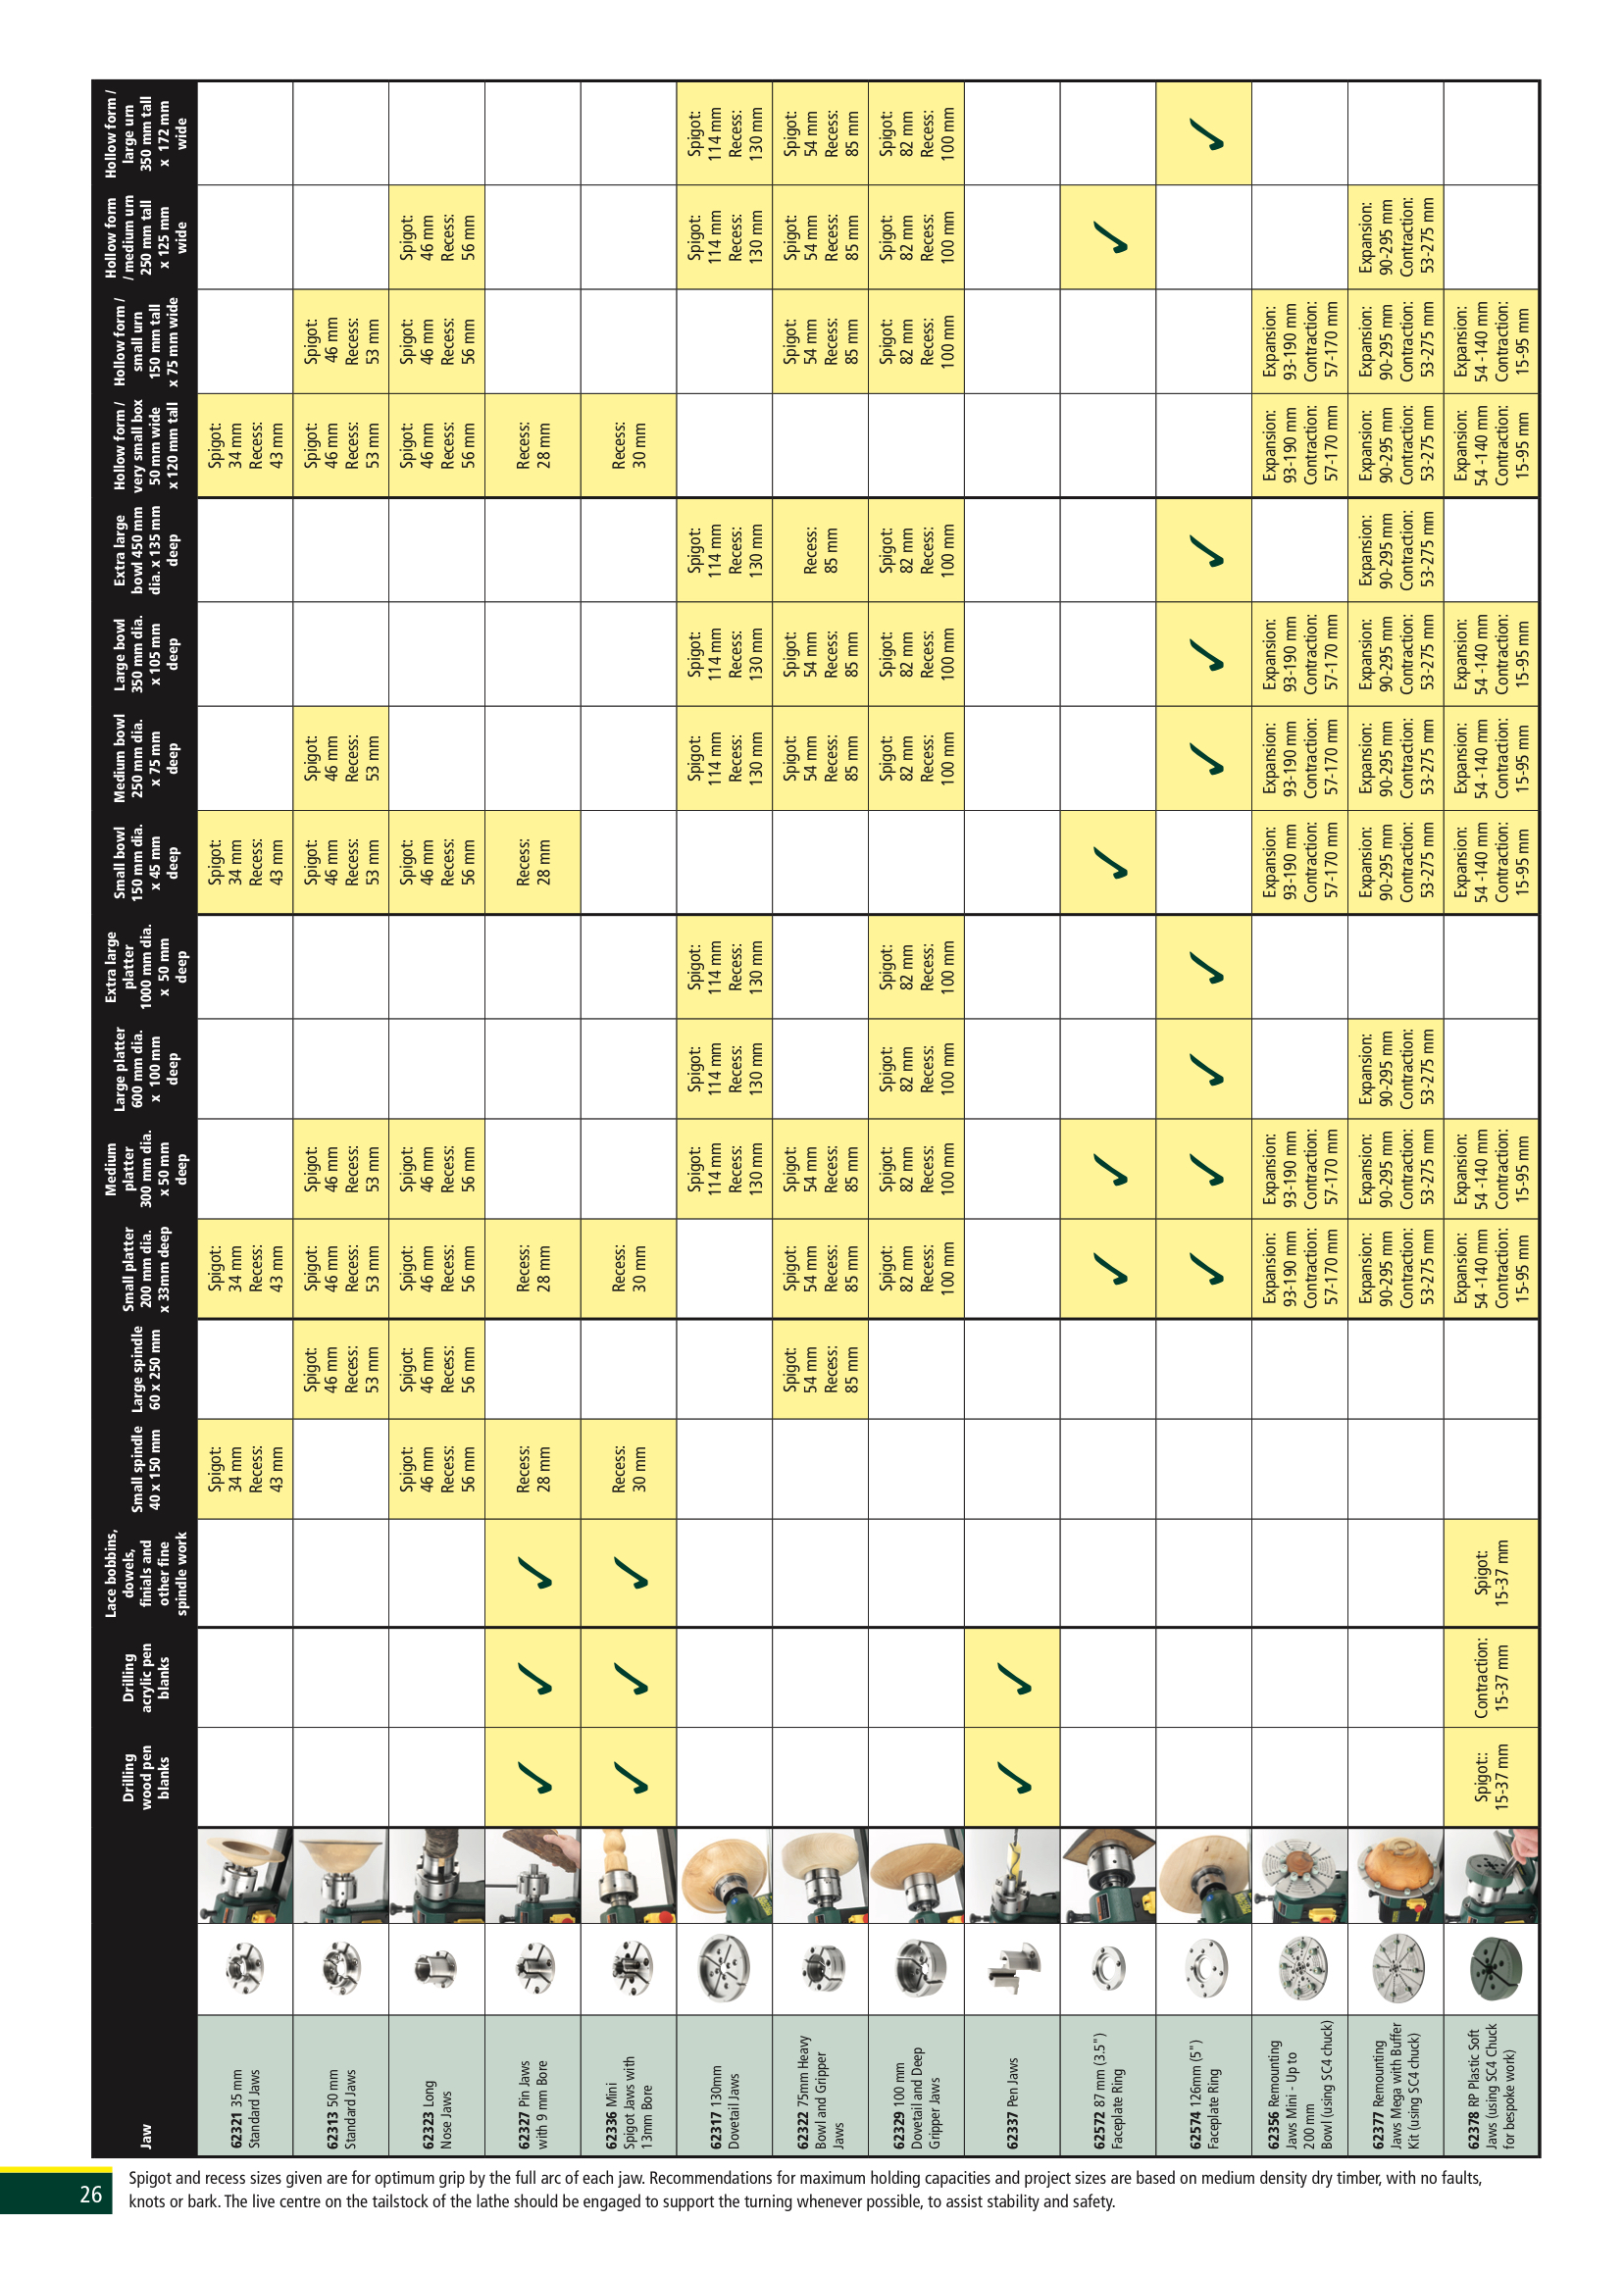 Jaw
Drilling
wood pen
blanks
Drilling
acrylic pen
blanks
Lace bobbins,
dowels,
finials and
other fine
spindle work
Small spindle
40 x 150 mm
Large spindle
60 x 250 mm
Small platter
200 mm dia.
x 33mm deep
Medium
platter
300 mm dia.
x 50 mm
deep
Large platter
600 mm dia.
x 100 mm
deep
Extra large
platter
1000 mm dia.
x 50 mm
deep
Small bowl
150 mm dia.
x 45 mm
deep
Medium bowl
250 mm dia.
x 75 mm
deep
Large bowl
350 mm dia.
x 105 mm
deep
Extra large
bowl 450 mm
dia. x 135 mm
deep
Hollow form /
very small box
50 mm wide
x 120 mm tall
Hollow form /
small urn
150 mm tall
x 75 mm wide
Hollow form
/ medium urn
250 mm tall
x 125 mm
wide
Hollow form /
large urn
350 mm tall
x 172 mm
wide
62321 35 mm
Standard Jaws
Spigot:
34 mm
Recess:
43 mm
Spigot:
34 mm
Recess:
43 mm
Spigot:
34 mm
Recess:
43 mm
Spigot:
34 mm
Recess:
43 mm
62313 50 mm
Standard Jaws
Spigot:
46 mm
Recess:
53 mm
Spigot:
46 mm
Recess:
53 mm
Spigot:
46 mm
Recess:
53 mm
Spigot:
46 mm
Recess:
53 mm
Spigot:
46 mm
Recess:
53 mm
Spigot:
46 mm
Recess:
53 mm
Spigot:
46 mm
Recess:
53 mm
62323 Long
Nose Jaws
Spigot:
46 mm
Recess:
56 mm
Spigot:
46 mm
Recess:
56 mm
Spigot:
46 mm
Recess:
56 mm
Spigot:
46 mm
Recess:
56 mm
Spigot:
46 mm
Recess:
56 mm
Spigot:
46 mm
Recess:
56 mm
Spigot:
46 mm
Recess:
56 mm
Spigot:
46 mm
Recess:
56 mm
62327 Pin Jaws
with 9 mm Bore
✓
✓
✓
Recess:
28 mm
Recess:
28 mm
Recess:
28 mm
Recess:
28 mm
62336 Mini
Spigot Jaws with
13mm Bore
✓
✓
✓
Recess:
30 mm
Recess:
30 mm
Recess:
30 mm
62317 130mm
Dovetail Jaws
Spigot:
114 mm
Recess:
130 mm
Spigot:
114 mm
Recess:
130 mm
Spigot:
114 mm
Recess:
130 mm
Spigot:
114 mm
Recess:
130 mm
Spigot:
114 mm
Recess:
130 mm
Spigot:
114 mm
Recess:
130 mm
Spigot:
114 mm
Recess:
130 mm
Spigot:
114 mm
Recess:
130 mm
62322 75mm Heavy
Bowl and Gripper
Jaws
Spigot:
54 mm
Recess:
85 mm
Spigot:
54 mm
Recess:
85 mm
Spigot:
54 mm
Recess:
85 mm
Spigot:
54 mm
Recess:
85 mm
Spigot:
54 mm
Recess:
85 mm
Recess:
85 mm
Spigot:
54 mm
Recess:
85 mm
Spigot:
54 mm
Recess:
85 mm
Spigot:
54 mm
Recess:
85 mm
62329 100 mm
Dovetail and Deep
Gripper Jaws
Spigot:
82 mm
Recess:
100 mm
Spigot:
82 mm
Recess:
100 mm
Spigot:
82 mm
Recess:
100 mm
Spigot:
82 mm
Recess:
100 mm
Spigot:
82 mm
Recess:
100 mm
Spigot:
82 mm
Recess:
100 mm
Spigot:
82 mm
Recess:
100 mm
Spigot:
82 mm
Recess:
100 mm
Spigot:
82 mm
Recess:
100 mm
Spigot:
82 mm
Recess:
100 mm
62337 Pen Jaws
✓
✓
62572 87 mm (3.5")
Faceplate Ring
✓
✓
✓
✓
62574 126mm (5")
Faceplate Ring
✓
✓
✓
✓
✓
✓
✓
✓
62356 Remounting
Jaws Mini - Up to
200 mm
Bowl (using SC4 chuck)
Expansion:
93-190 mm
Contraction:
57-170 mm
Expansion:
93-190 mm
Contraction:
57-170 mm
Expansion:
93-190 mm
Contraction:
57-170 mm
Expansion:
93-190 mm
Contraction:
57-170 mm
Expansion:
93-190 mm
Contraction:
57-170 mm
Expansion:
93-190 mm
Contraction:
57-170 mm
Expansion:
93-190 mm
Contraction:
57-170 mm
62377 Remounting
Jaws Mega with Buffer
Kit (using SC4 chuck)
Expansion:
90-295 mm
Contraction:
53-275 mm
Expansion:
90-295 mm
Contraction:
53-275 mm
Expansion:
90-295 mm
Contraction:
53-275 mm
Expansion:
90-295 mm
Contraction:
53-275 mm
Expansion:
90-295 mm
Contraction:
53-275 mm
Expansion:
90-295 mm
Contraction:
53-275 mm
Expansion:
90-295 mm
Contraction:
53-275 mm
Expansion:
90-295 mm
Contraction:
53-275 mm
Expansion:
90-295 mm
Contraction:
53-275 mm
Expansion:
90-295 mm
Contraction:
53-275 mm
62378 RP Plastic Soft
Jaws (using SC4 Chuck
for bespoke work)
Spigot::
15-37 mm
Contraction:
15-37 mm
Spigot:
15-37 mm
Expansion:
54 -140 mm
Contraction:
15-95 mm
Expansion:
54 -140 mm
Contraction:
15-95 mm
Expansion:
54 -140 mm
Contraction:
15-95 mm
Expansion:
54 -140 mm
Contraction:
15-95 mm
Expansion:
54 -140 mm
Contraction:
15-95 mm
Expansion:
54 -140 mm
Contraction:
15-95 mm
Expansion:
54 -140 mm
Contraction:
15-95 mm
Spigot and recess sizes given are for optimum grip by the full arc of each jaw. Recommendations for maximum holding capacities and project sizes are based on medium density dry timber, with no faults,
knots or bark. The live centre on the tailstock of the lathe should be engaged to support the turning whenever possible, to assist stability and safety.
26